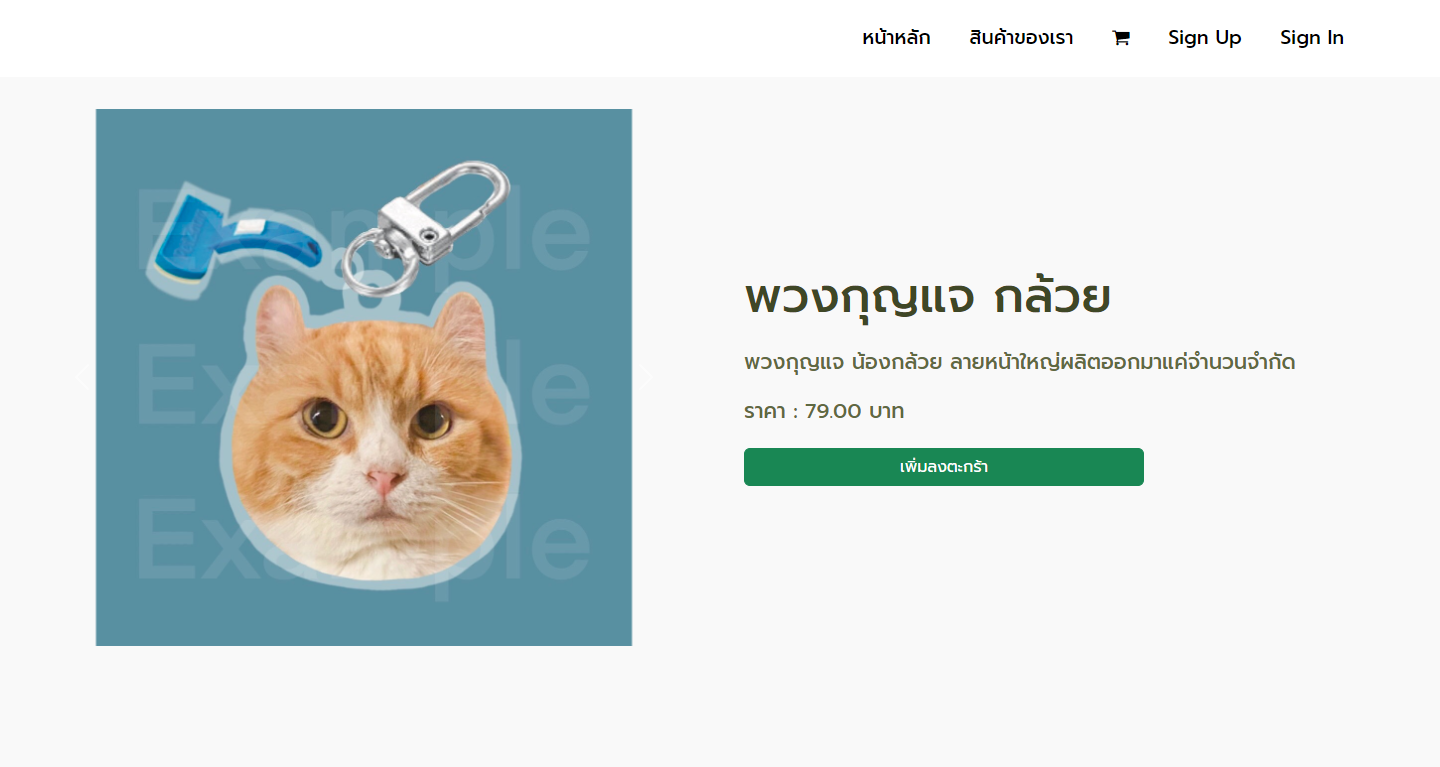 หน้าหลัก สินค้าของเรา Sign Up Sign In
Example
Example
Example
พวงกุญแจ กล้วย
พวงกุญแจ น้องกล้วย ลายหน้าใหญ่ผลิตออกมาแค่จำนวนจำกัด
ราคา : 79.00 บาท
เพิ่มลงตะกร้า